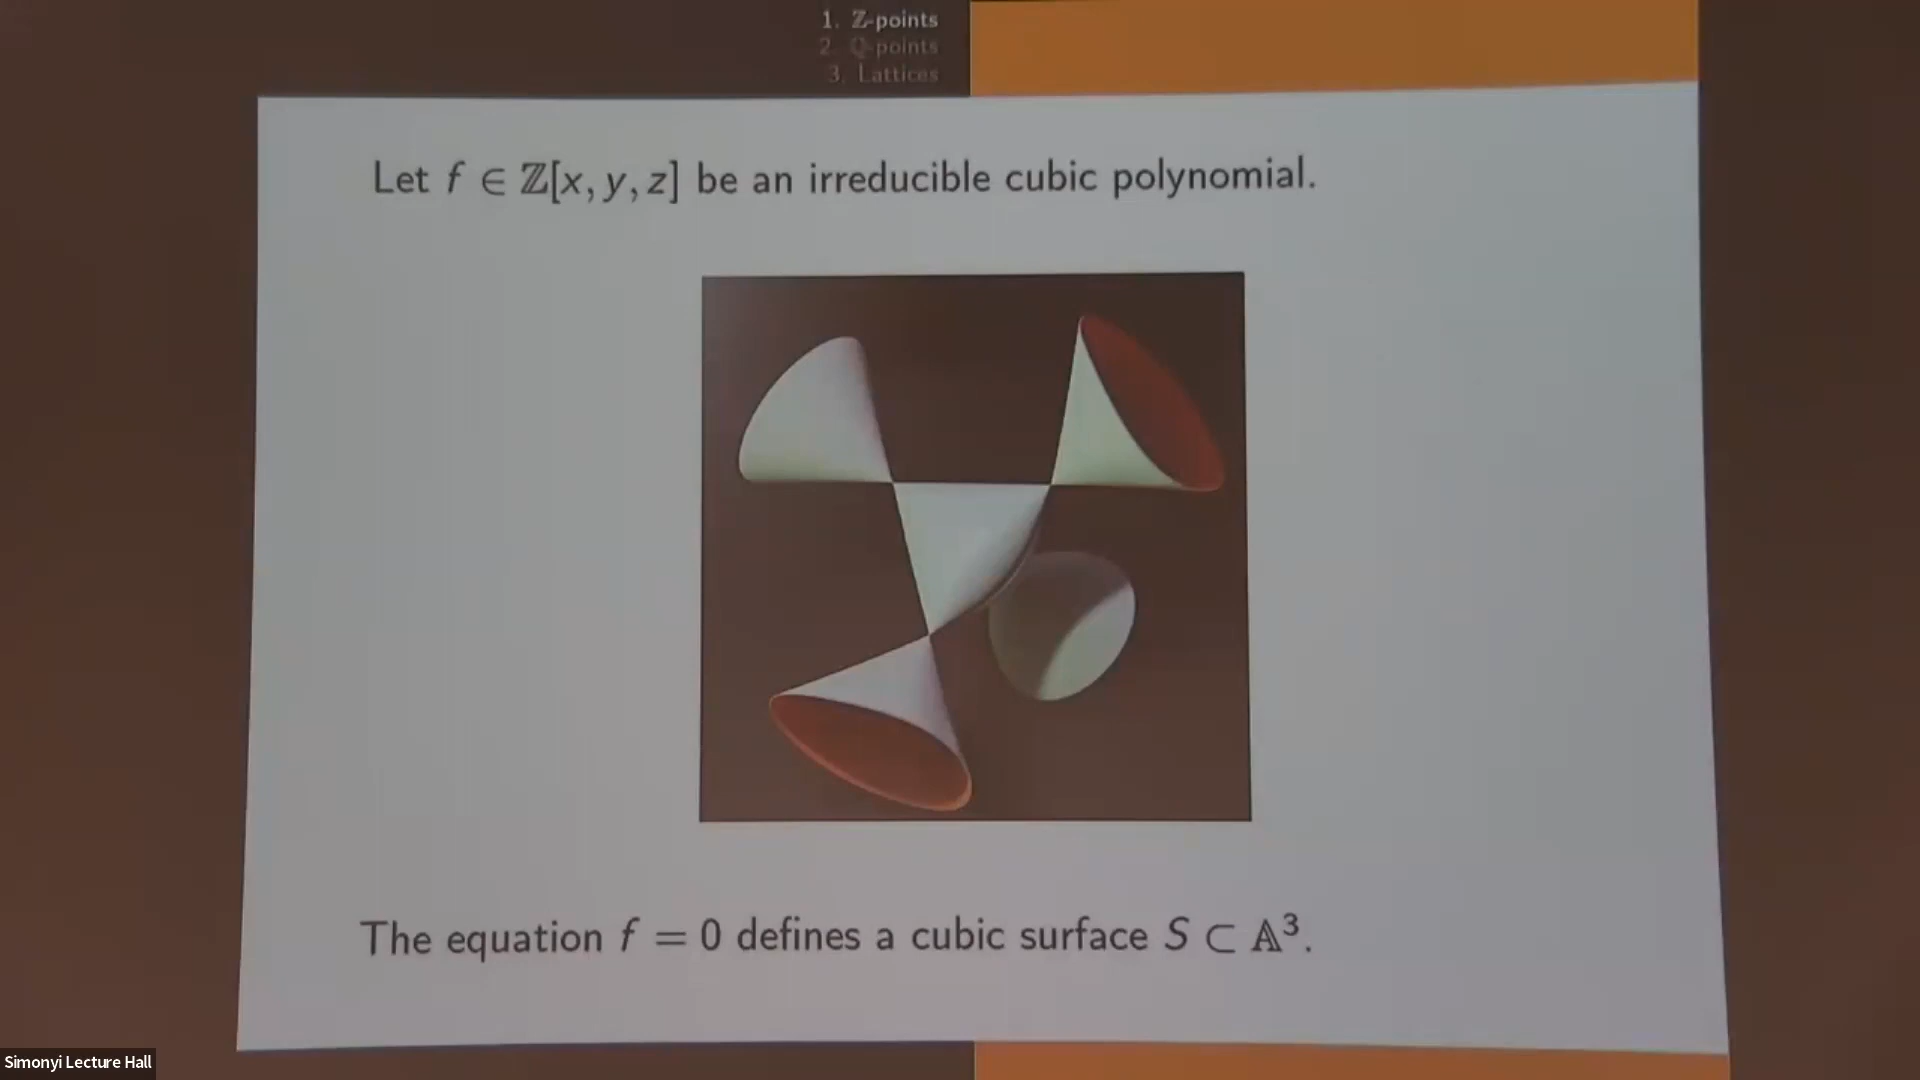 1. ℤ-points
2. ℚ-points
3. Lattices
Let f ∈ ℤ[x, y, z] be an irreducible cubic polynomial.
The equation f = 0 defines a cubic surface S ⊂ 𝔸³.
Simonyi Lecture Hall